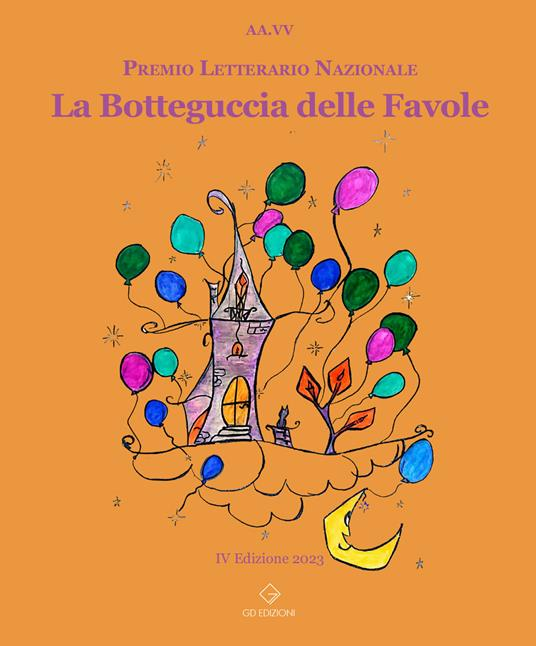 AA.VV
Premio Letterario Nazionale
La Botteguccia delle Favole
IV Edizione 2023
GD EDIZIONI